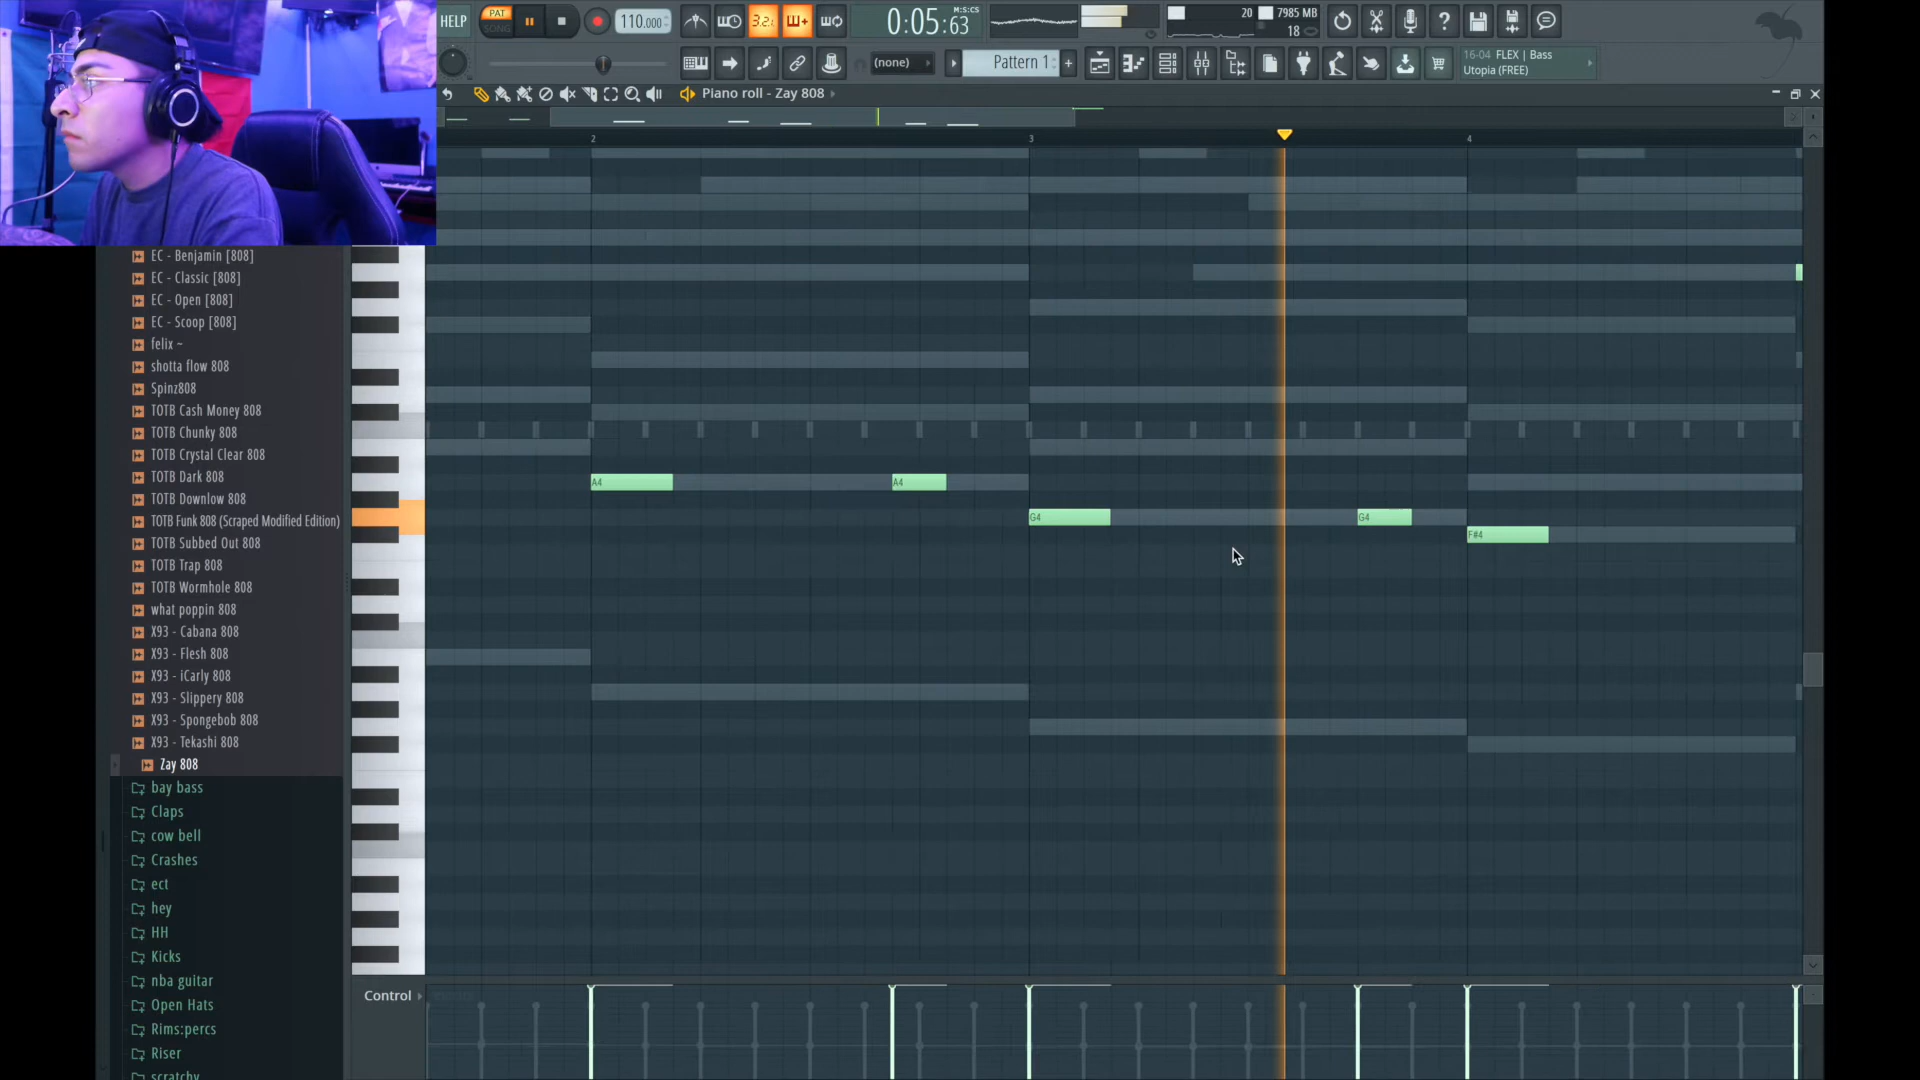 HELP
PAT
SONG
110.000
3.2.
0:05:63
M:S:CS
20
7985 MB
18
(none)
Pattern 1
16-04 FLEX | Bass
Utopia (FREE)
Piano roll - Zay 808
2
3
4
EC - Benjamin [808]
EC - Classic [808]
EC - Open [808]
EC - Scoop [808]
felix ~
shotta flow 808
Spinz808
TOTB Cash Money 808
TOTB Chunky 808
TOTB Crystal Clear 808
TOTB Dark 808
TOTB Downlow 808
TOTB Funk 808 (Scraped Modified Edition)
TOTB Subbed Out 808
TOTB Trap 808
TOTB Wormhole 808
what poppin 808
X93 - Cabana 808
X93 - Flesh 808
X93 - iCarly 808
X93 - Slippery 808
X93 - Spongebob 808
X93 - Tekashi 808
Zay 808
bay bass
Claps
cow bell
Crashes
ect
hey
HH
Kicks
nba guitar
Open Hats
Rims:percs
Riser
scratchy
A4
A4
G4
G4
F#4
Control